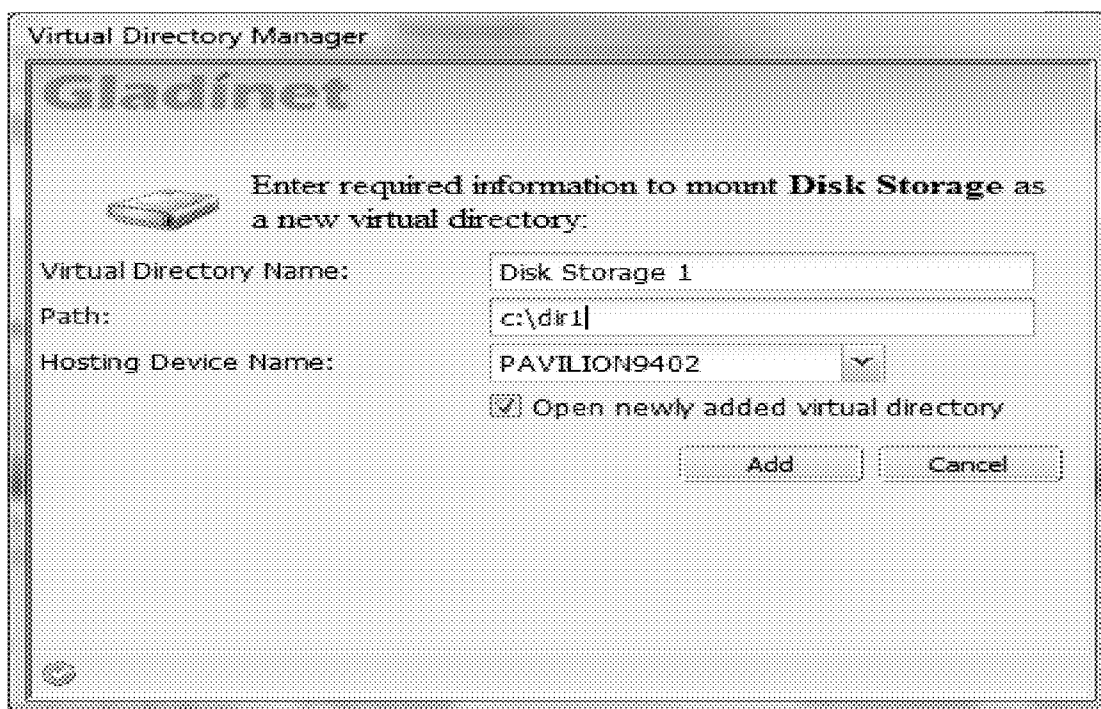 Virtual Directory Manager
Gladinet
Enter required information to mount Disk Storage as
a new virtual directory:
Virtual Directory Name: Disk Storage 1
Path: c:\dir1
Hosting Device Name: PAVILION9402
Open newly added virtual directory
Add Cancel